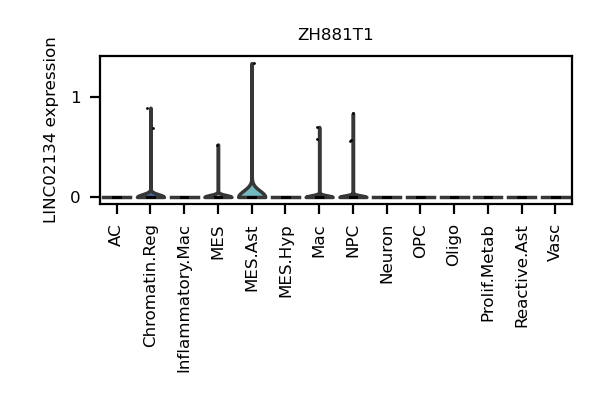 ZH881T1
LINC02134 expression
1
0
AC
Chromatin.Reg
Inflammatory.Mac
MES
MES.Ast
MES.Hyp
Mac
NPC
Neuron
OPC
Oligo
Prolif.Metab
Reactive.Ast
Vasc